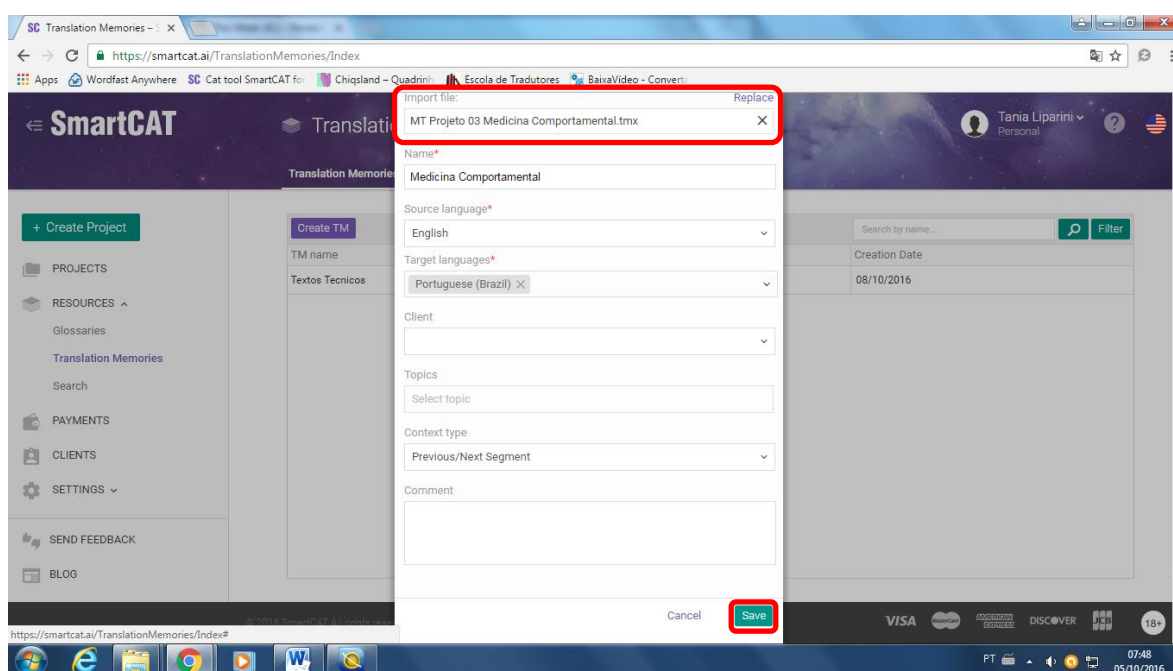 SC Translation Memories – S
https://smartcat.ai/TranslationMemories/Index
Apps Wordfast Anywhere SC Cat tool SmartCAT for Chiqsland – Quadrinh Escola de Tradutores BaixaVideo - Converta
SmartCAT
Translati
Tania Liparini
Personal
Translation Memories
Import file:
Replace
MT Projeto 03 Medicina Comportamental.tmx
Name*
Medicina Comportamental
Source language*
English
Target languages*
Portuguese (Brazil)
Client
Topics
Select topic
Context type
Previous/Next Segment
Comment
Cancel
Save
+ Create Project
PROJECTS
RESOURCES
Glossaries
Translation Memories
Search
PAYMENTS
CLIENTS
SETTINGS
SEND FEEDBACK
BLOG
Create TM
Search by name...
Filter
TM name
Creation Date
Textos Tecnicos
08/10/2016
© 2016 SmartCAT All rights rese
VISA MasterCard AMERICAN EXPRESS DISCOVER JCB
18+
https://smartcat.ai/TranslationMemories/Index#
PT
07:48
05/10/2016